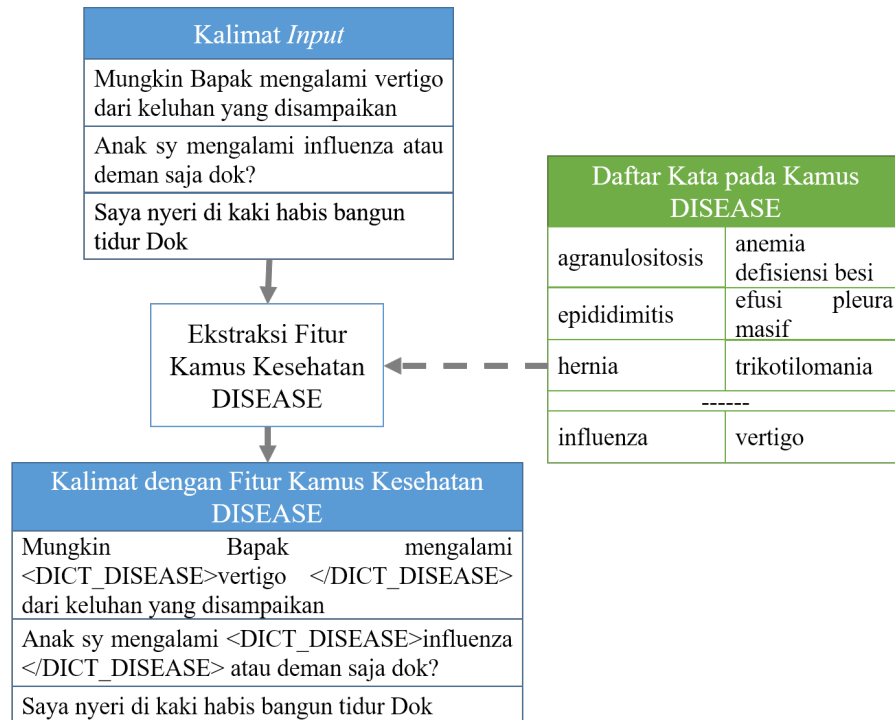 Kalimat Input
Mungkin Bapak mengalami vertigo
dari keluhan yang disampaikan
Anak sy mengalami influenza atau
deman saja dok?
Saya nyeri di kaki habis bangun
tidur Dok
Daftar Kata pada Kamus
DISEASE
agranulositosis
anemia
defisiensi besi
epididimitis
efusi pleura
masif
hernia
trikotilomania
------
influenza
vertigo
Ekstraksi Fitur
Kamus Kesehatan
DISEASE
Kalimat dengan Fitur Kamus Kesehatan
DISEASE
Mungkin Bapak mengalami
<DICT_DISEASE>vertigo </DICT_DISEASE>
dari keluhan yang disampaikan
Anak sy mengalami <DICT_DISEASE>influenza
</DICT_DISEASE> atau deman saja dok?
Saya nyeri di kaki habis bangun tidur Dok